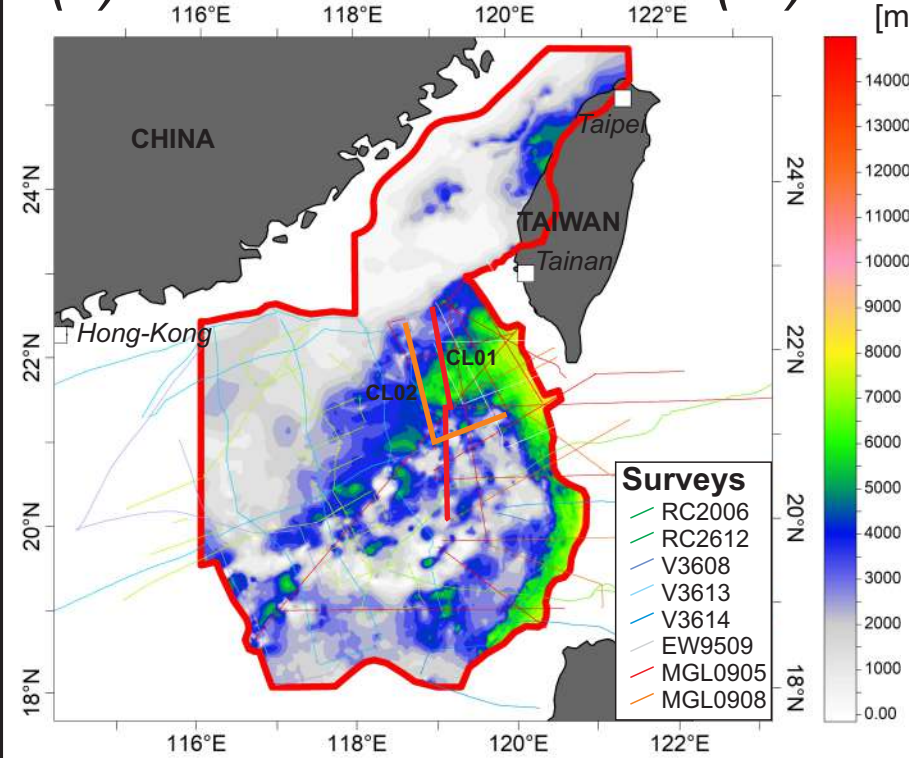 116°E 118°E 120°E 122°E
[m
CHINA
Taipei
TAIWAN
Tainan
Hong-Kong
CL01
CL02
24°N
22°N
20°N
18°N
24°N
22°N
20°N
18°N
Surveys
RC2006
RC2612
V3608
V3613
V3614
EW9509
MGL0905
MGL0908
116°E 118°E 120°E 122°E
14000
13000
12000
11000
10000
9000
8000
7000
6000
5000
4000
3000
2000
1000
0.00